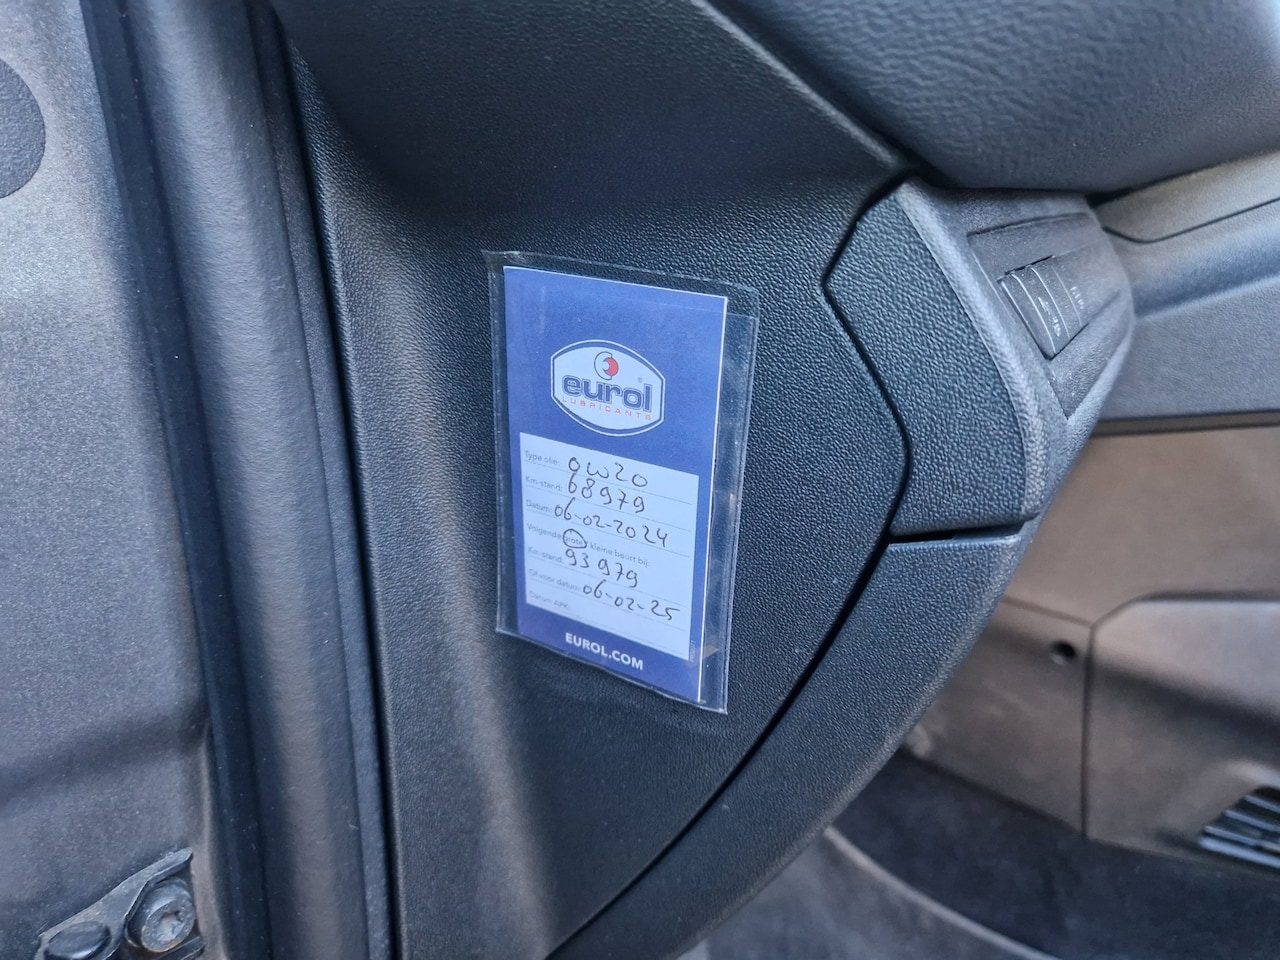 eurol®
LUBRICANTS
Type olie: 0W20
Km-stand: 68979
Datum: 06-02-2024
Volgende grote / kleine beurt bij:
Km-stand: 93979
Of voor datum: 06-02-25
Datum APK:
EUROL.COM